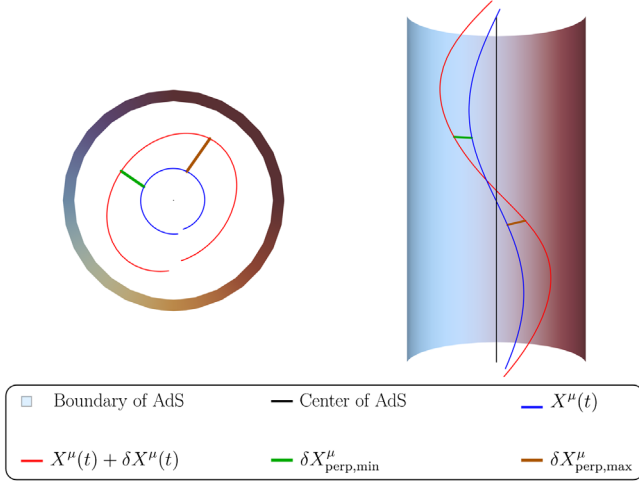 Boundary of AdS
Center of AdS
X^μ(t)
X^μ(t) + δX^μ(t)
δX^μ_perp,min
δX^μ_perp,max